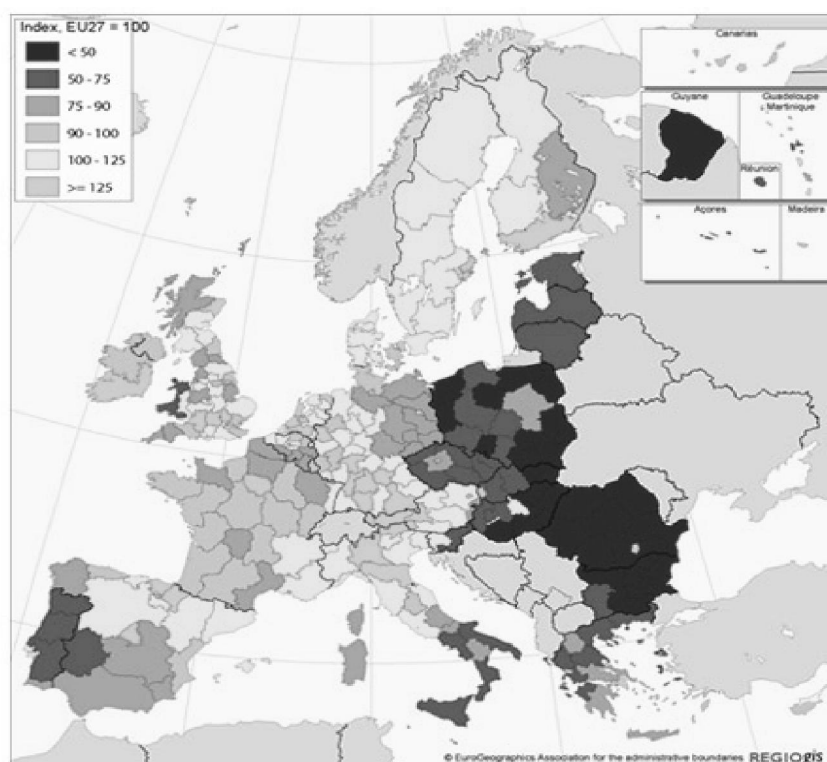 Index, EU27 = 100
< 50
50 - 75
75 - 90
90 - 100
100 - 125
>= 125
Canarias
Guyane
Guadeloupe
Martinique
Réunion
Açores
Madeira
© EuroGeographics Association for the administrative boundaries REGIOgis